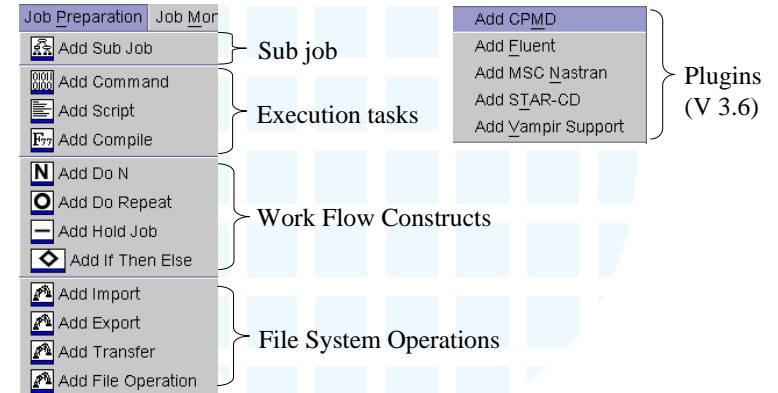 Job Preparation Job Mor
Add Sub Job
Sub job
Add Command
Add Script
Add Compile
Execution tasks
Add Do N
Add Do Repeat
Add Hold Job
Add If Then Else
Work Flow Constructs
Add Import
Add Export
Add Transfer
Add File Operation
File System Operations
Add CPMD
Add Fluent
Add MSC Nastran
Add STAR-CD
Add Vampir Support
Plugins
(V 3.6)